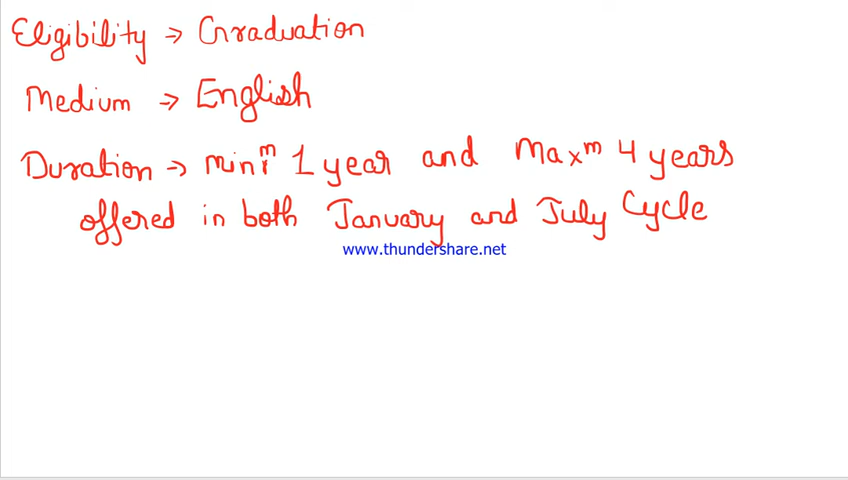 Eligibility → Graduation
Medium → English
Duration → minm 1 year and Maxm 4 years
offered in both January and July Cycle
www.thundershare.net